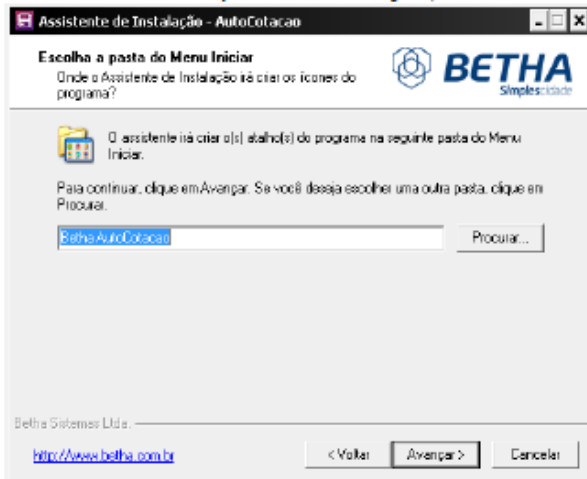 Assistente de Instalação - AutoCotacao
Escolha a pasta do Menu Iniciar
Onde o Assistente de Instalação irá criar os ícones do
programa?
BETHA
Simplescidade
O assistente irá criar o(s) atalho(s) do programa na seguinte pasta do Menu
Iniciar.
Para continuar, clique em Avançar. Se você deseja escolher uma outra pasta, clique em
Procurar.
Betha AutoCotacao
Procurar...
Betha Sistemas Ltda.
http://www.betha.com.br
< Voltar
Avançar >
Cancelar